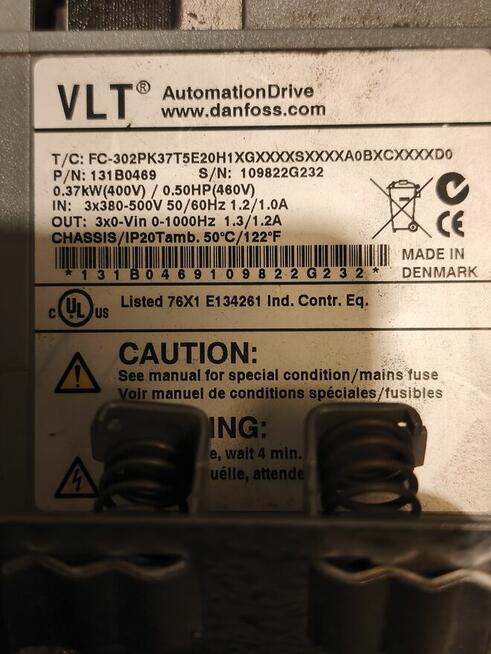 VLT® AutomationDrive
www.danfoss.com
T/C: FC-302PK37T5E20H1XGXXXXSXXXXA0BXCXXXXD0
P/N: 131B0469 S/N: 109822G232
0.37kW(400V) / 0.50HP(460V)
IN: 3x380-500V 50/60Hz 1.2/1.0A
OUT: 3x0-Vin 0-1000Hz 1.3/1.2A
CHASSIS/IP20Tamb. 50°C/122°F
*131B0469109822G232*
MADE IN
DENMARK
c UL US Listed 76X1 E134261 Ind. Contr. Eq.
CAUTION:
See manual for special condition/mains fuse
Voir manuel de conditions spéciales/fusibles
NG:
e, wait 4 min.
uélle, attende